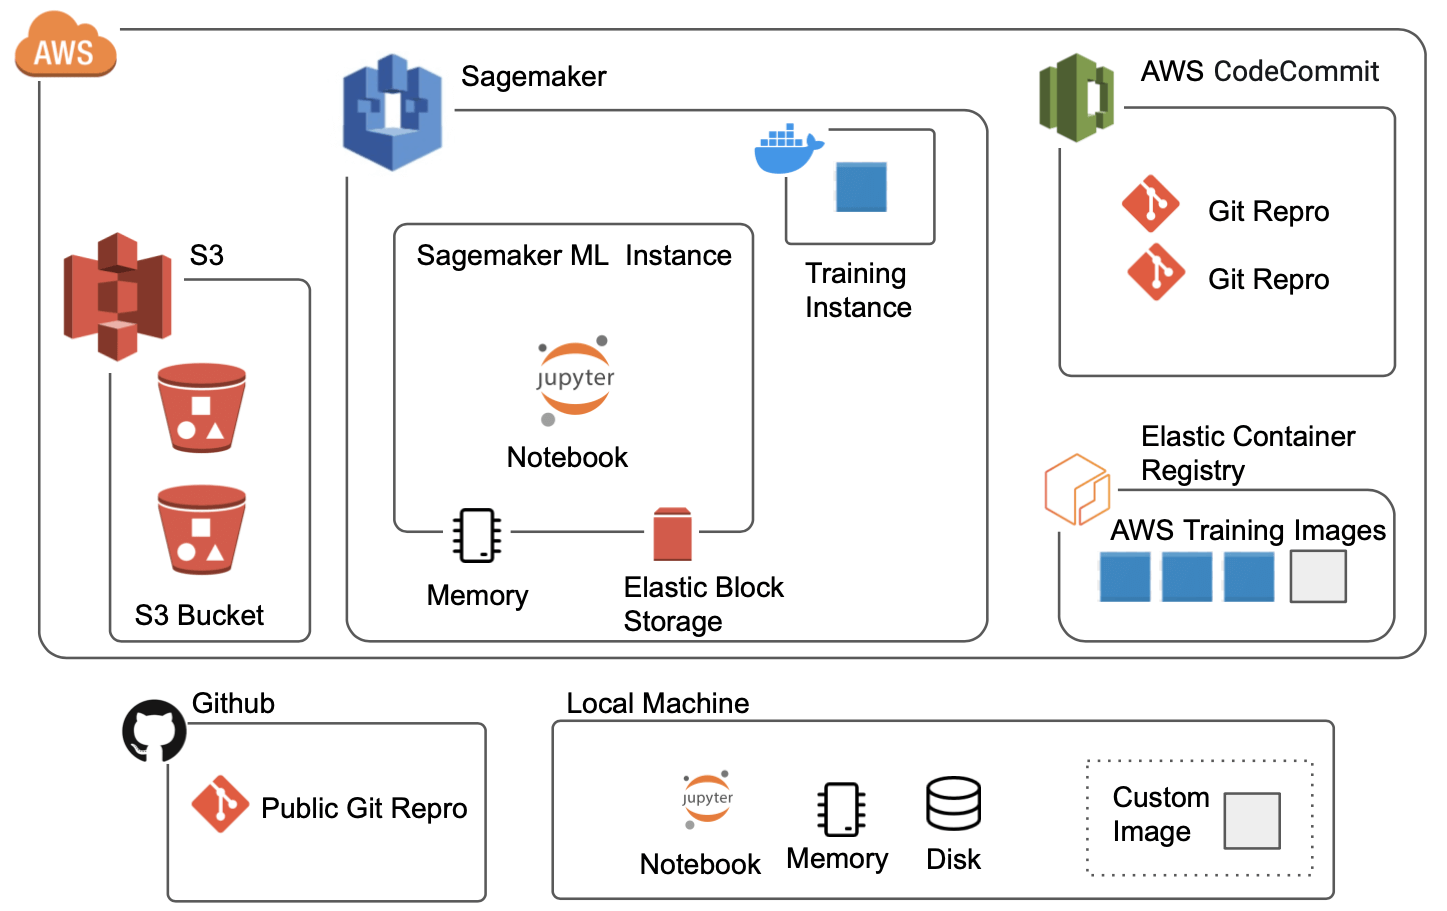 AWS
Sagemaker
AWS CodeCommit
Git Repro
Git Repro
S3
S3 Bucket
Sagemaker ML Instance
jupyter
Notebook
Memory
Elastic Block
Storage
Training
Instance
Elastic Container
Registry
AWS Training Images
Github
Public Git Repro
Local Machine
jupyter
Notebook
Memory
Disk
Custom
Image